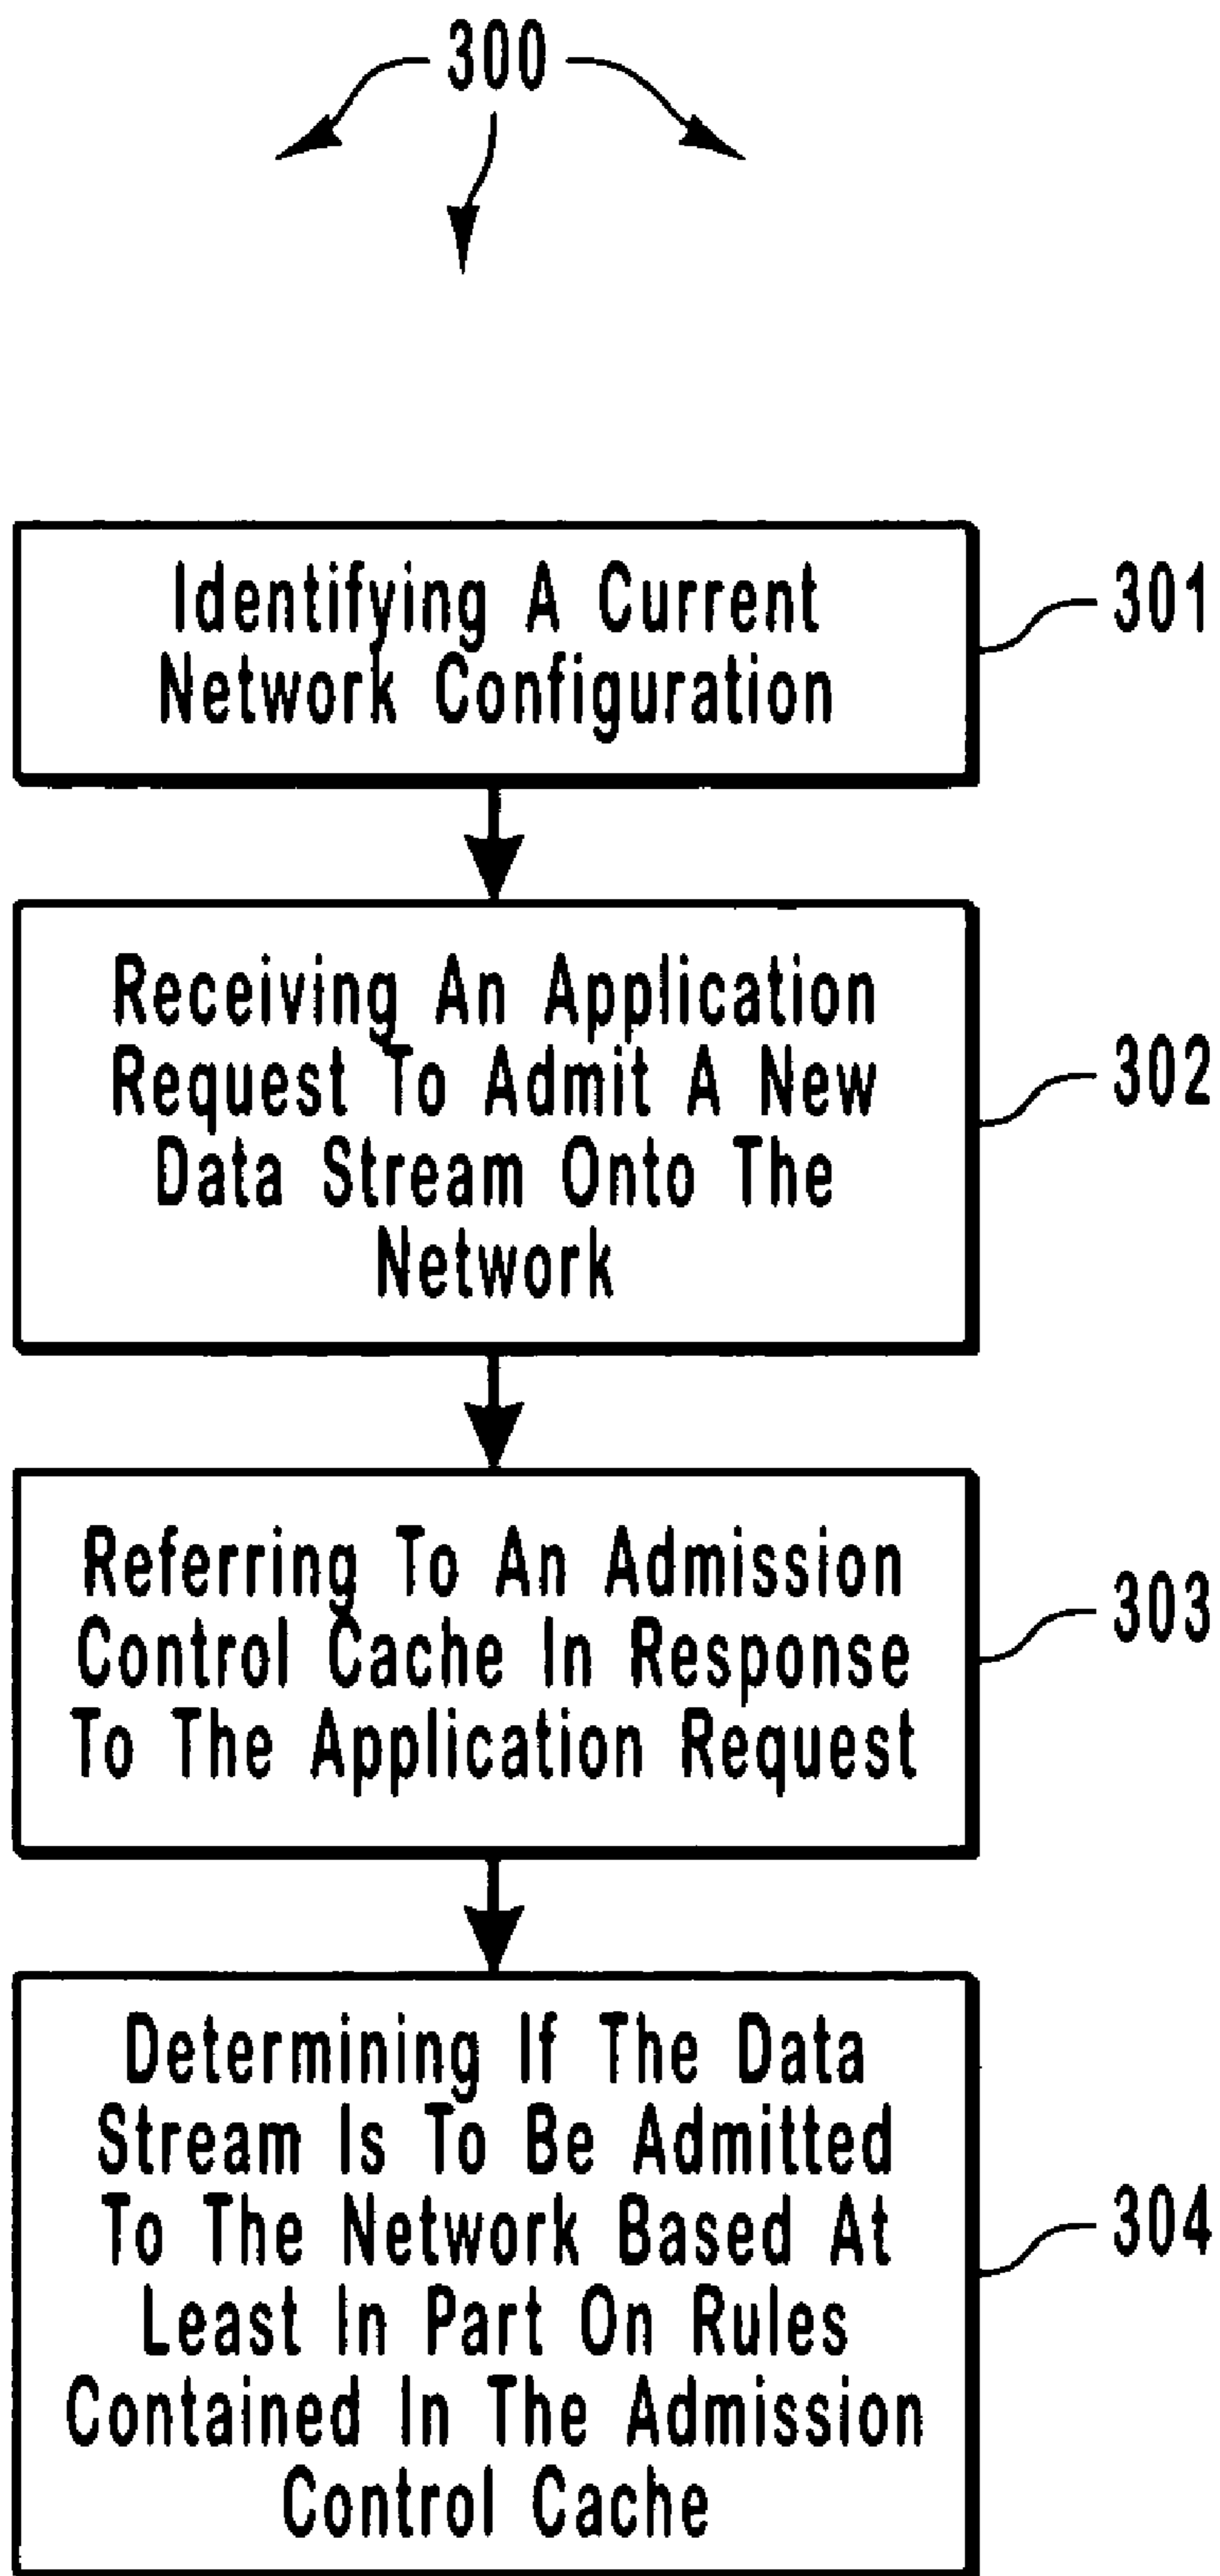 300
Identifying A Current
Network Configuration
301
Receiving An Application
Request To Admit A New
Data Stream Onto The
Network
302
Referring To An Admission
Control Cache In Response
To The Application Request
303
Determining If The Data
Stream Is To Be Admitted
To The Network Based At
Least In Part On Rules
Contained In The Admission
Control Cache
304